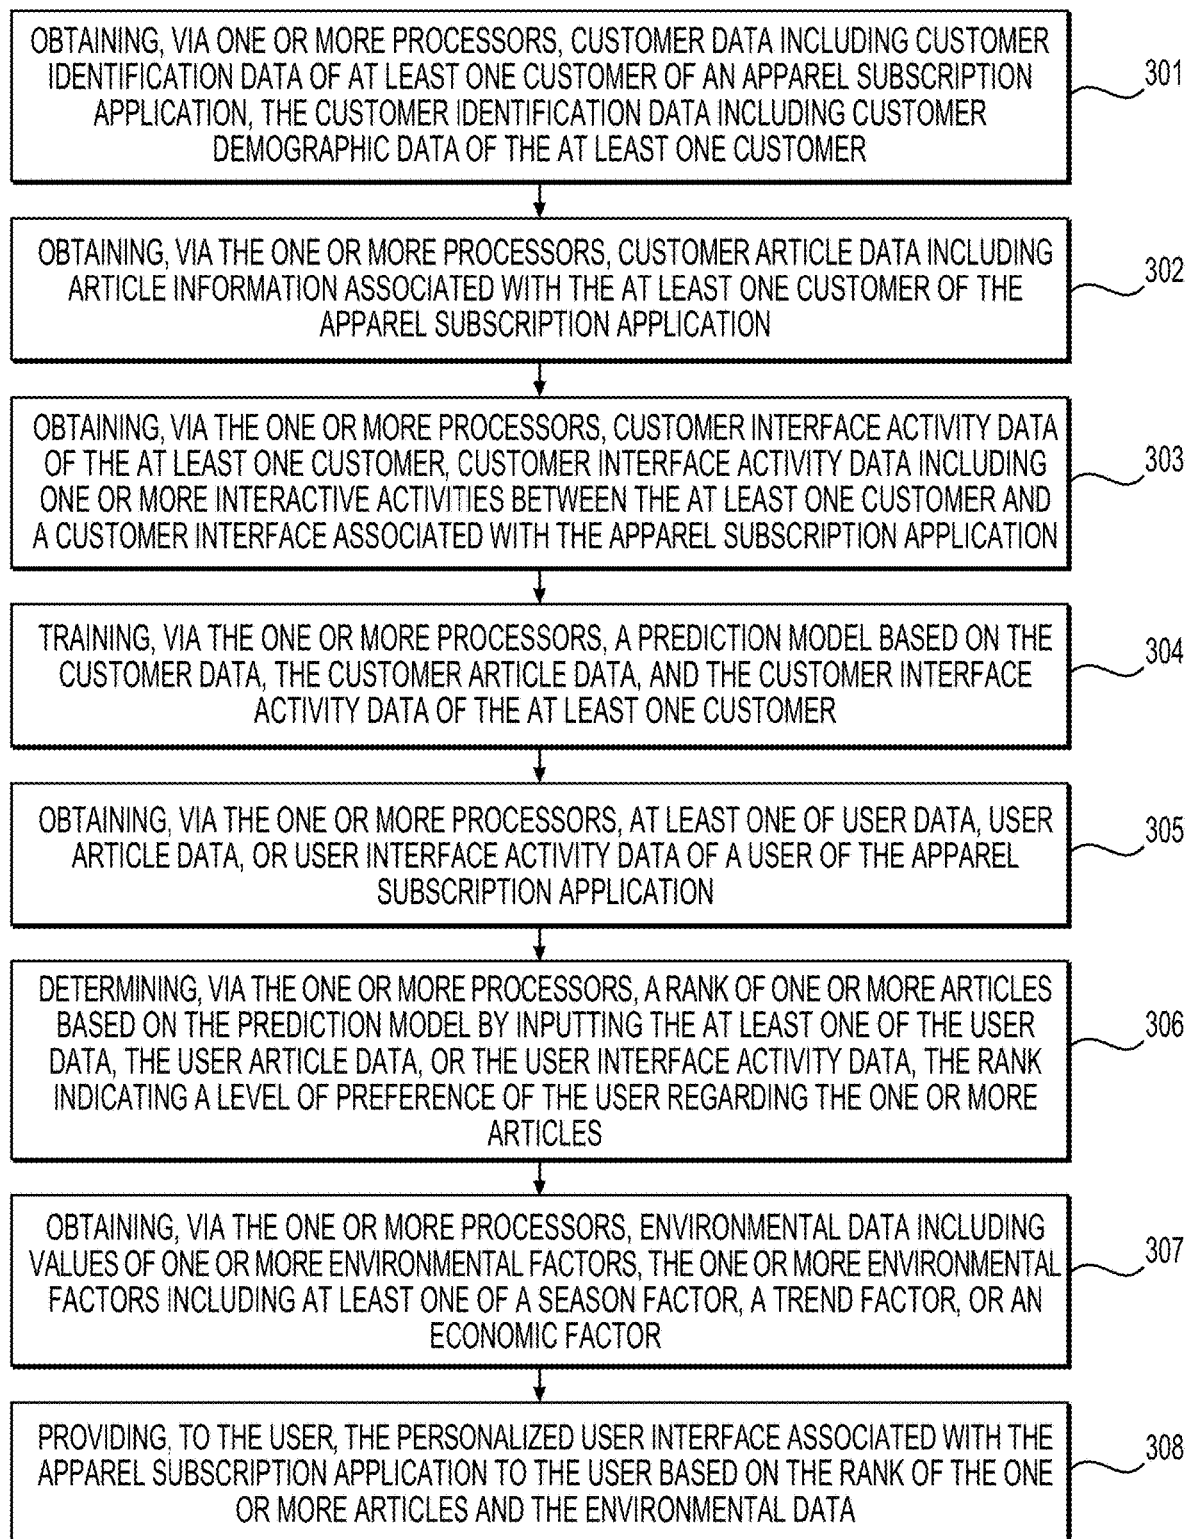 OBTAINING, VIA ONE OR MORE PROCESSORS, CUSTOMER DATA INCLUDING CUSTOMER
IDENTIFICATION DATA OF AT LEAST ONE CUSTOMER OF AN APPAREL SUBSCRIPTION
APPLICATION, THE CUSTOMER IDENTIFICATION DATA INCLUDING CUSTOMER
DEMOGRAPHIC DATA OF THE AT LEAST ONE CUSTOMER
301
OBTAINING, VIA THE ONE OR MORE PROCESSORS, CUSTOMER ARTICLE DATA INCLUDING
ARTICLE INFORMATION ASSOCIATED WITH THE AT LEAST ONE CUSTOMER OF THE
APPAREL SUBSCRIPTION APPLICATION
302
OBTAINING, VIA THE ONE OR MORE PROCESSORS, CUSTOMER INTERFACE ACTIVITY DATA
OF THE AT LEAST ONE CUSTOMER, CUSTOMER INTERFACE ACTIVITY DATA INCLUDING
ONE OR MORE INTERACTIVE ACTIVITIES BETWEEN THE AT LEAST ONE CUSTOMER AND
A CUSTOMER INTERFACE ASSOCIATED WITH THE APPAREL SUBSCRIPTION APPLICATION
303
TRAINING, VIA THE ONE OR MORE PROCESSORS, A PREDICTION MODEL BASED ON THE
CUSTOMER DATA, THE CUSTOMER ARTICLE DATA, AND THE CUSTOMER INTERFACE
ACTIVITY DATA OF THE AT LEAST ONE CUSTOMER
304
OBTAINING, VIA THE ONE OR MORE PROCESSORS, AT LEAST ONE OF USER DATA, USER
ARTICLE DATA, OR USER INTERFACE ACTIVITY DATA OF A USER OF THE APPAREL
SUBSCRIPTION APPLICATION
305
DETERMINING, VIA THE ONE OR MORE PROCESSORS, A RANK OF ONE OR MORE ARTICLES
BASED ON THE PREDICTION MODEL BY INPUTTING THE AT LEAST ONE OF THE USER
DATA, THE USER ARTICLE DATA, OR THE USER INTERFACE ACTIVITY DATA, THE RANK
INDICATING A LEVEL OF PREFERENCE OF THE USER REGARDING THE ONE OR MORE
ARTICLES
306
OBTAINING, VIA THE ONE OR MORE PROCESSORS, ENVIRONMENTAL DATA INCLUDING
VALUES OF ONE OR MORE ENVIRONMENTAL FACTORS, THE ONE OR MORE ENVIRONMENTAL
FACTORS INCLUDING AT LEAST ONE OF A SEASON FACTOR, A TREND FACTOR, OR AN
ECONOMIC FACTOR
307
PROVIDING, TO THE USER, THE PERSONALIZED USER INTERFACE ASSOCIATED WITH THE
APPAREL SUBSCRIPTION APPLICATION TO THE USER BASED ON THE RANK OF THE ONE
OR MORE ARTICLES AND THE ENVIRONMENTAL DATA
308